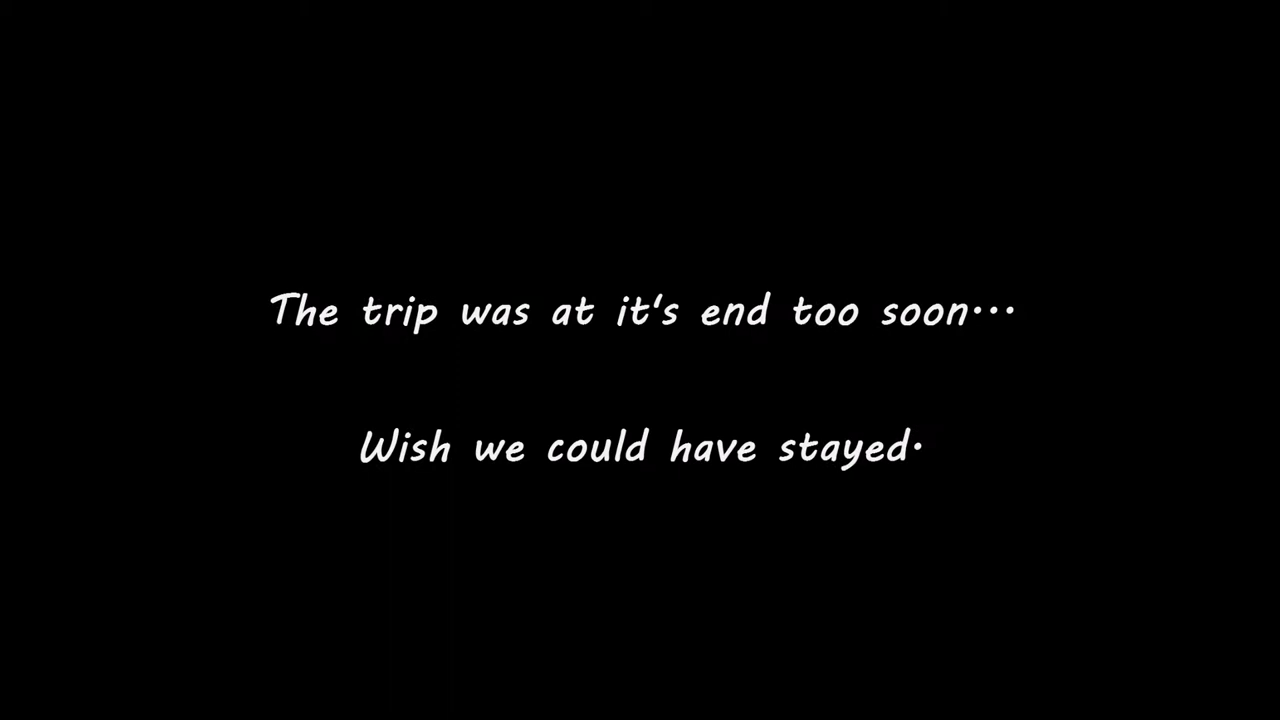 The trip was at it's end too soon...
Wish we could have stayed.